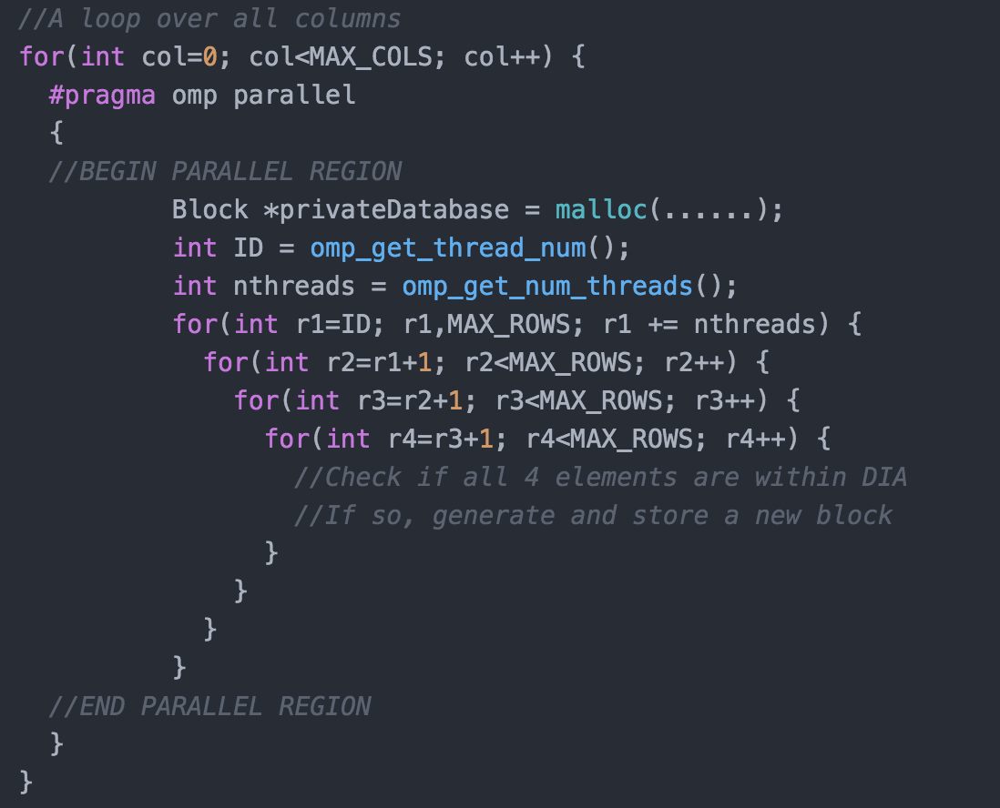 //A loop over all columns
for(int col=0; col<MAX_COLS; col++) {
  #pragma omp parallel
  {
  //BEGIN PARALLEL REGION
          Block *privateDatabase = malloc(......);
          int ID = omp_get_thread_num();
          int nthreads = omp_get_num_threads();
          for(int r1=ID; r1,MAX_ROWS; r1 += nthreads) {
            for(int r2=r1+1; r2<MAX_ROWS; r2++) {
              for(int r3=r2+1; r3<MAX_ROWS; r3++) {
                for(int r4=r3+1; r4<MAX_ROWS; r4++) {
                  //Check if all 4 elements are within DIA
                  //If so, generate and store a new block
                }
              }
            }
          }
  //END PARALLEL REGION
  }
}